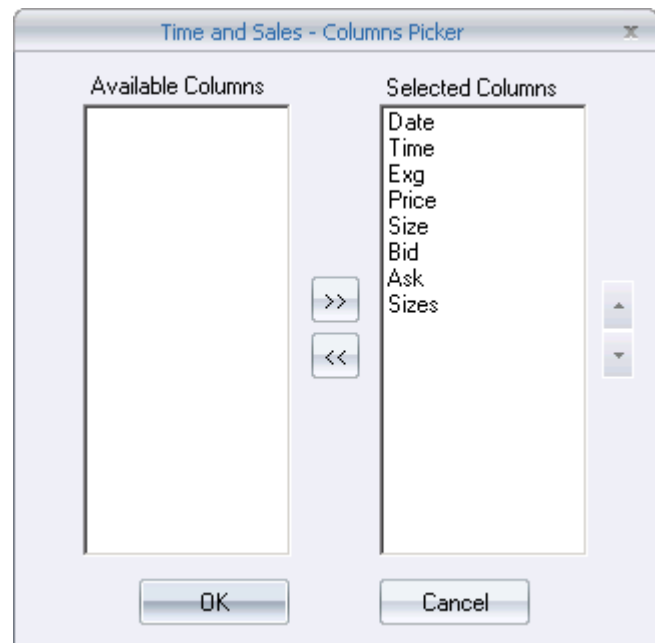 Time and Sales - Columns Picker
x
Available Columns
Selected Columns
Date
Time
Exg
Price
Size
Bid
Ask
Sizes
>>
<<
OK
Cancel